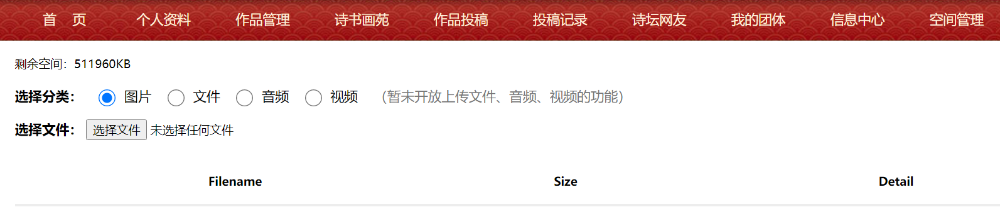 首 页 个人资料 作品管理 诗书画苑 作品投稿 投稿记录 诗坛网友 我的团体 信息中心 空间管理
剩余空间：511960KB
选择分类： 图片 文件 音频 视频 （暂未开放上传文件、音频、视频的功能）
选择文件： 选择文件 未选择任何文件
Filename Size Detail